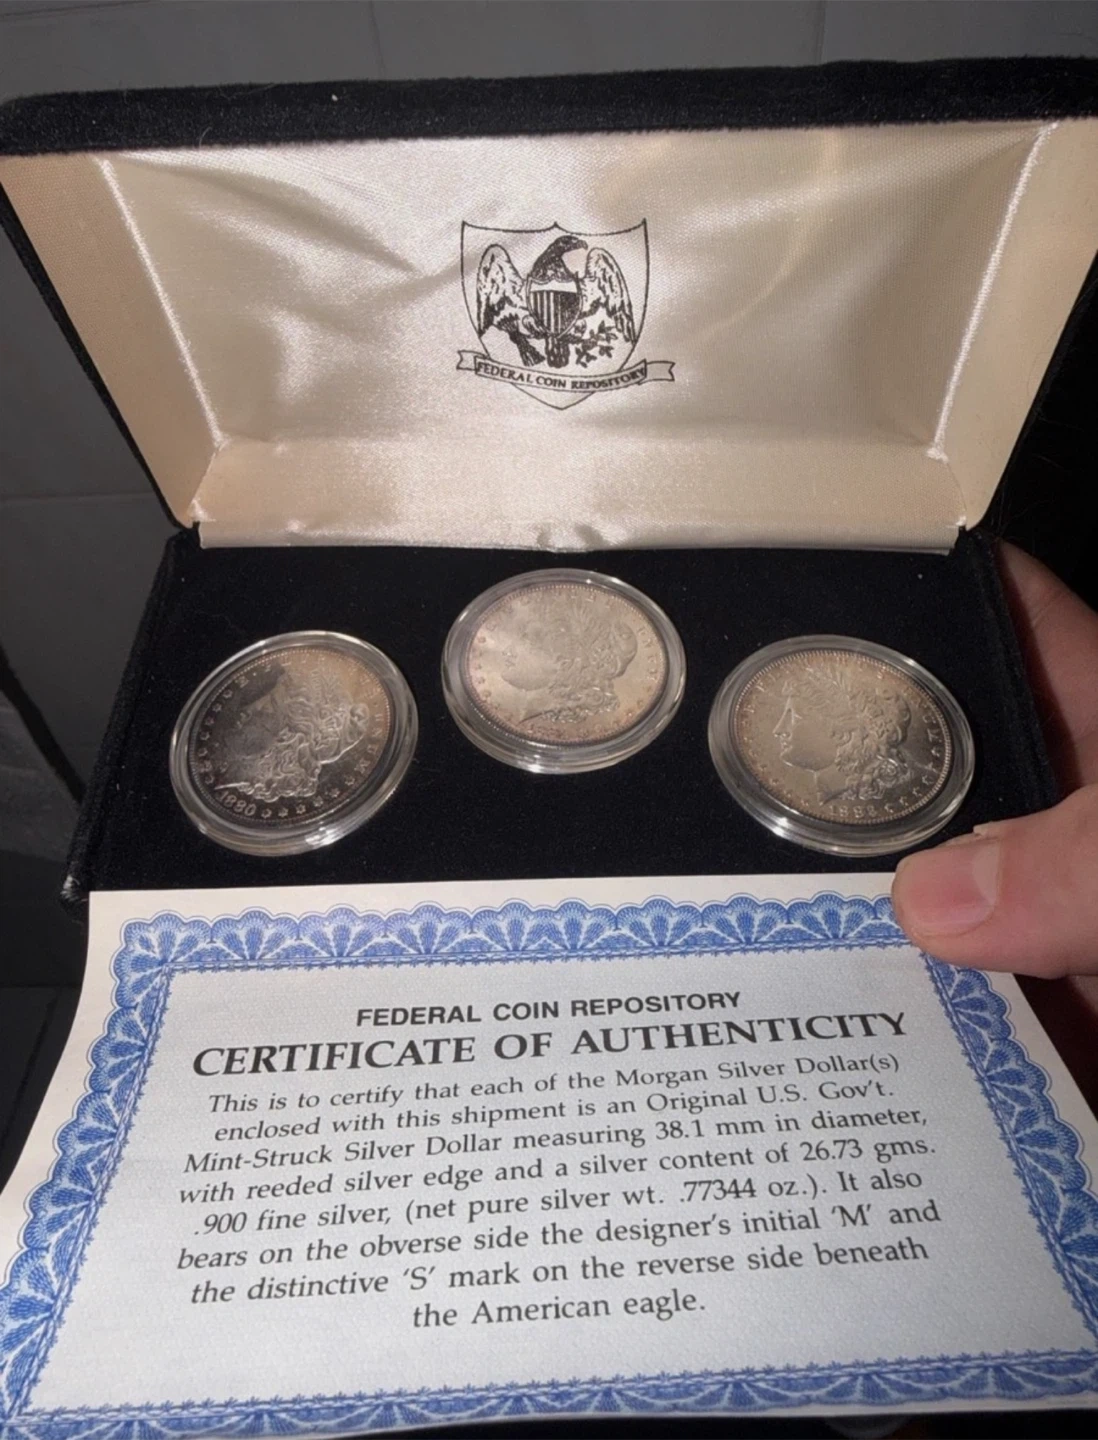 FEDERAL COIN REPOSITORY
1880
FEDERAL COIN REPOSITORY
CERTIFICATE OF AUTHENTICITY
This is to certify that each of the Morgan Silver Dollar(s)
enclosed with this shipment is an Original U.S. Gov't.
Mint-Struck Silver Dollar measuring 38.1 mm in diameter,
with reeded silver edge and a silver content of 26.73 gms.
.900 fine silver, (net pure silver wt. .77344 oz.). It also
bears on the obverse side the designer's initial 'M' and
the distinctive 'S' mark on the reverse side beneath
the American eagle.